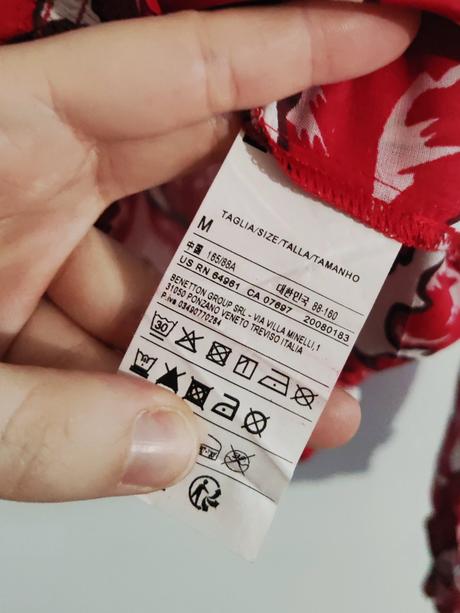 TAGLIA/SIZE/TALLA/TAMANHO
M
中国 165/88A 대한민국 88-160
US RN 64981 CA 07697 20080183
BENETTON GROUP SRL - VIA VILLA MINELLI,1
31050 PONZANO VENETO TREVISO ITALIA
P.iva 03490770264
30